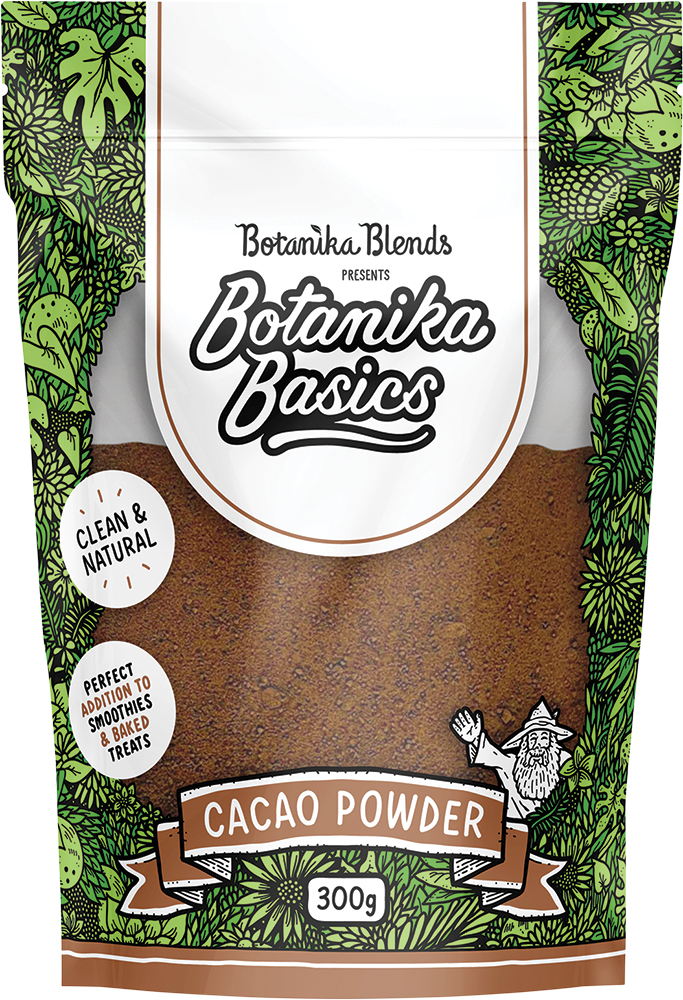 Botanika Blends
PRESENTS
Botanika
Basics
CLEAN &
NATURAL
PERFECT
ADDITION TO
SMOOTHIES
& BAKED
TREATS
CACAO POWDER
300g